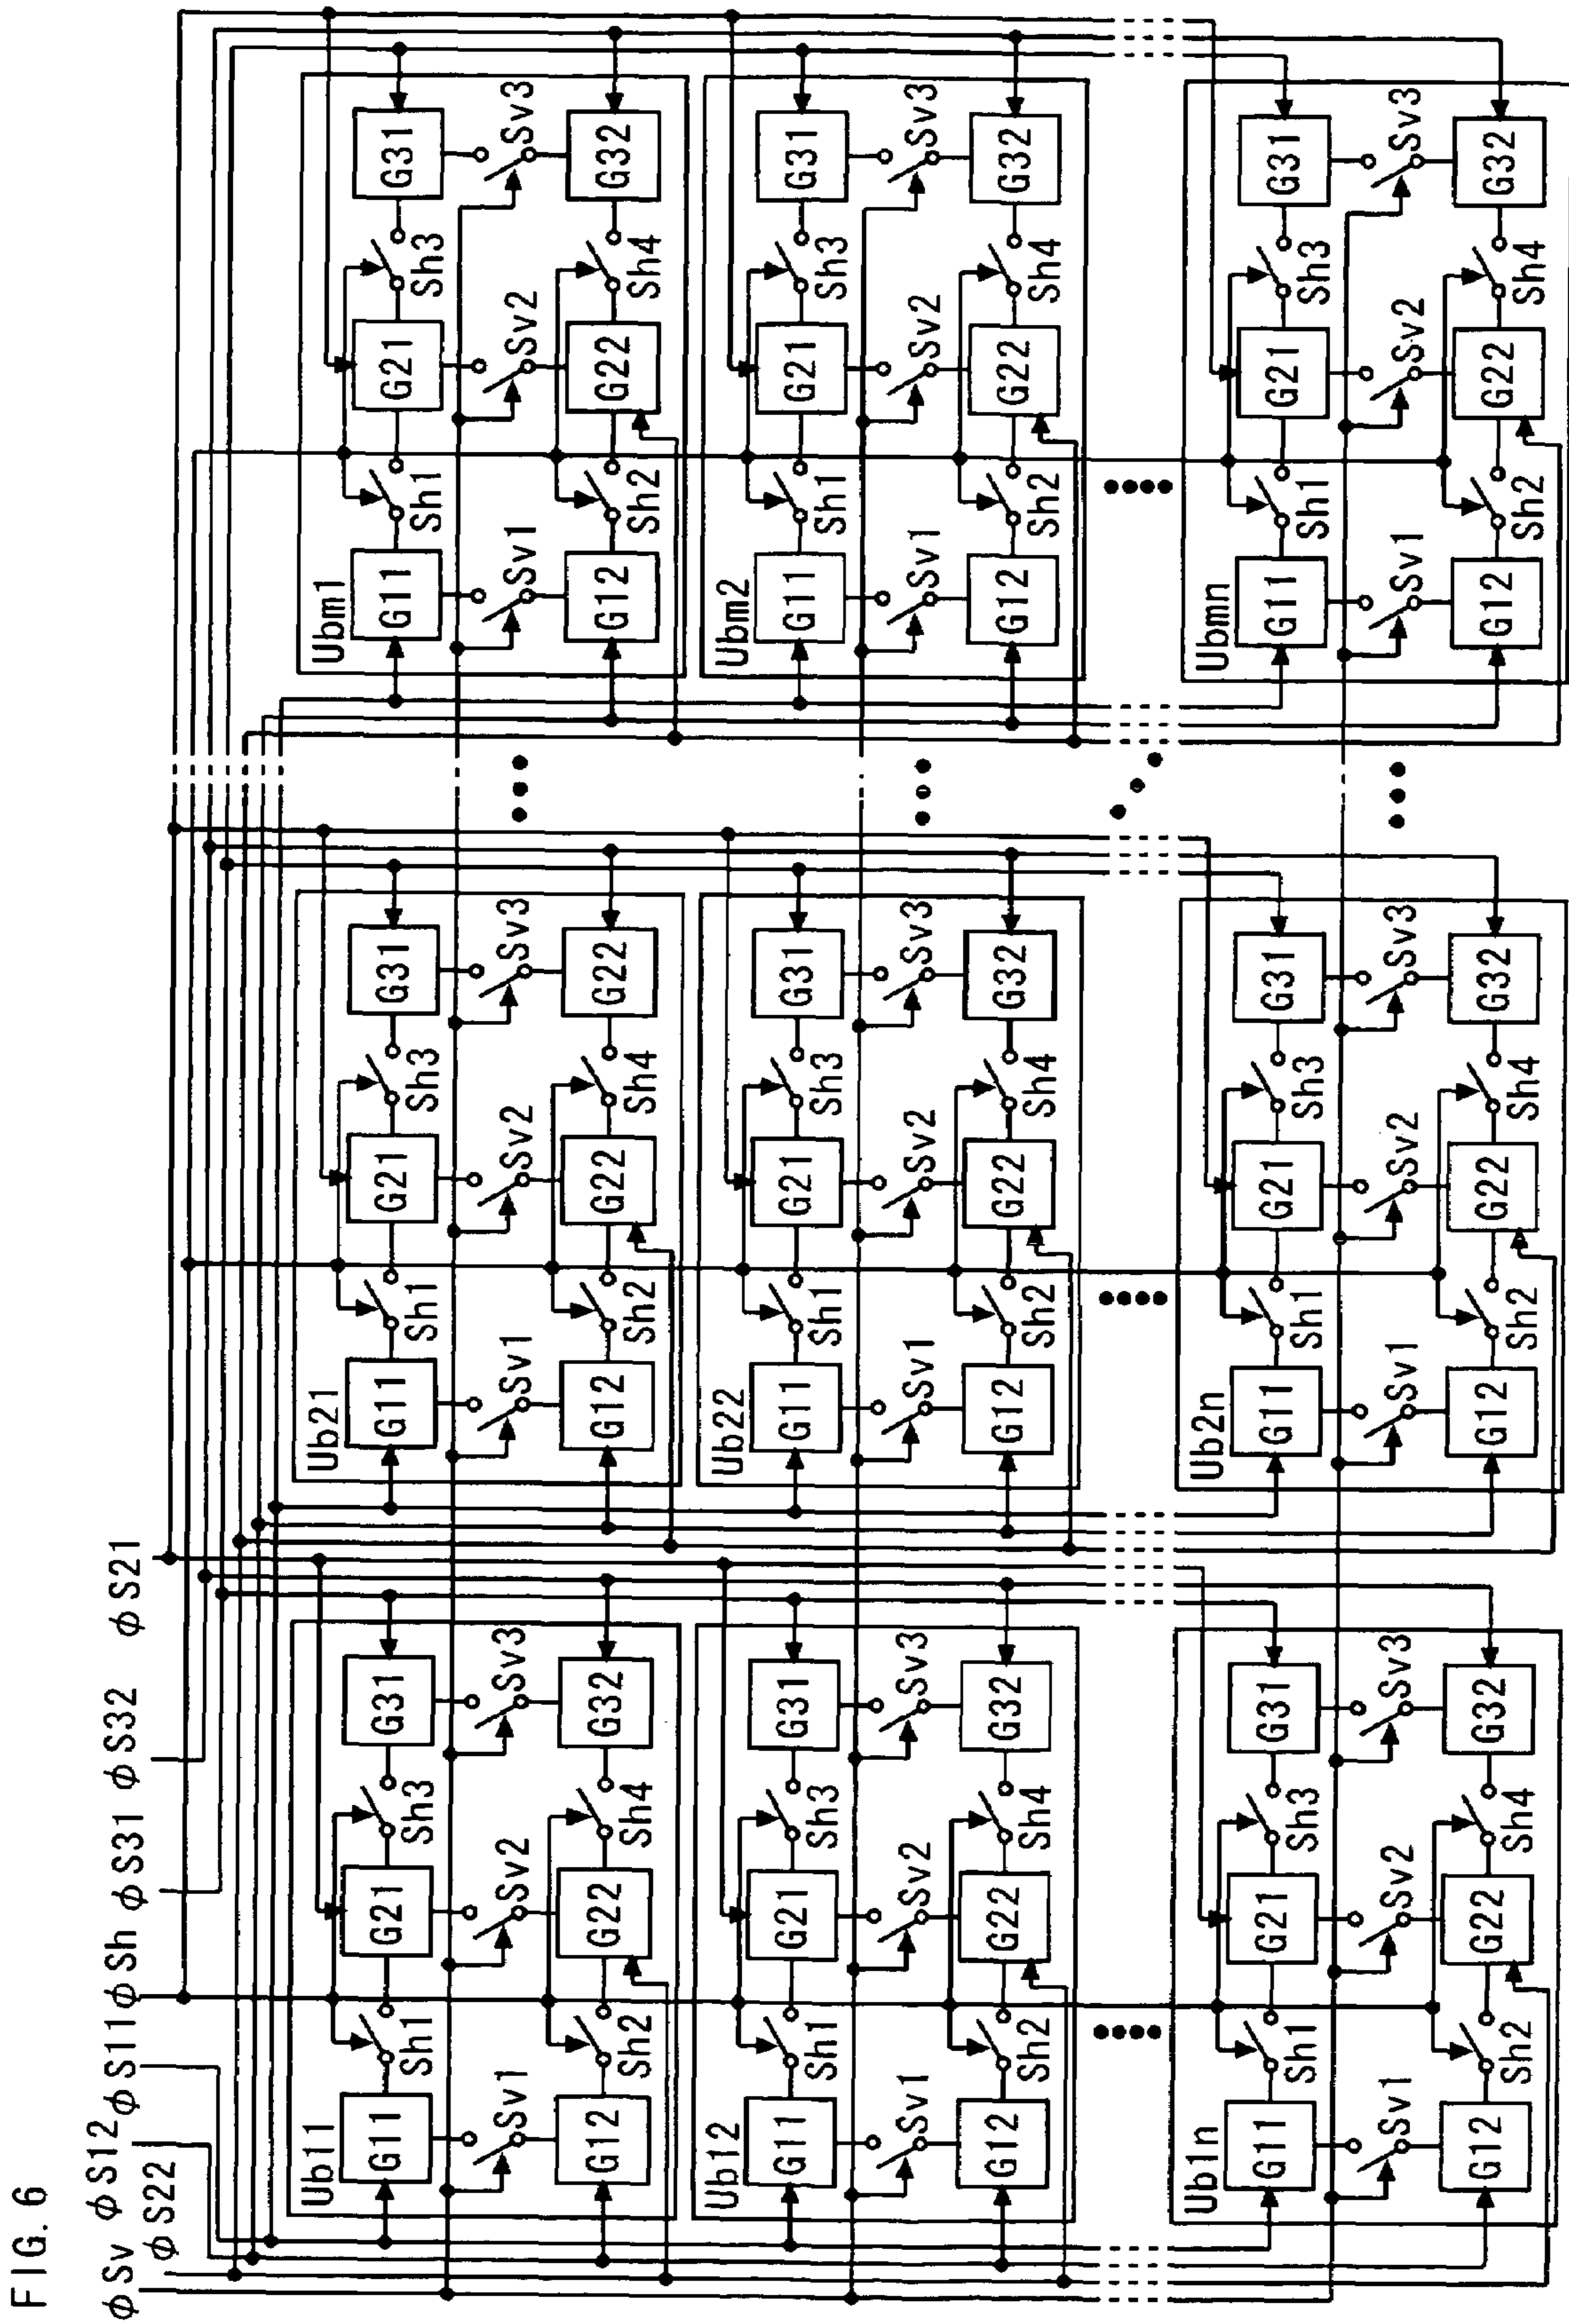 FIG. 6
φSv φS12 φS11 φSh φS31 φS32 φS21
φS22
Ub11 Ub21 Ubm1
G11 G21 G31 G11 G21 G31 G11 G21 G31
Sh1 Sh3 Sh1 Sh3 Sh1 Sh3
Sv1 Sv2 Sv3 Sv1 Sv2 Sv3 Sv1 Sv2 Sv3
G12 G22 G32 G12 G22 G22 G12 G22 G32
Sh2 Sh4 Sh2 Sh4 Sh2 Sh4
Ub12 Ub22 Ubm2
G11 G21 G31 G11 G21 G31 G11 G21 G31
Sh1 Sh3 Sh1 Sh3 Sh1 Sh3
Sv1 Sv2 Sv3 Sv1 Sv2 Sv3 Sv1 Sv2 Sv3
G12 G22 G32 G12 G22 G32 G12 G22 G32
Sh2 Sh4 Sh2 Sh4 Sh2 Sh4
Ub1n Ub2n Ubmn
G11 G21 G31 G11 G21 G31 G11 G21 G31
Sh1 Sh3 Sh1 Sh3 Sh1 Sh3
Sv1 Sv2 Sv3 Sv1 Sv2 Sv3 Sv1 Sv2 Sv3
G12 G22 G32 G12 G22 G32 G12 G22 G32
Sh2 Sh4 Sh2 Sh4 Sh2 Sh4